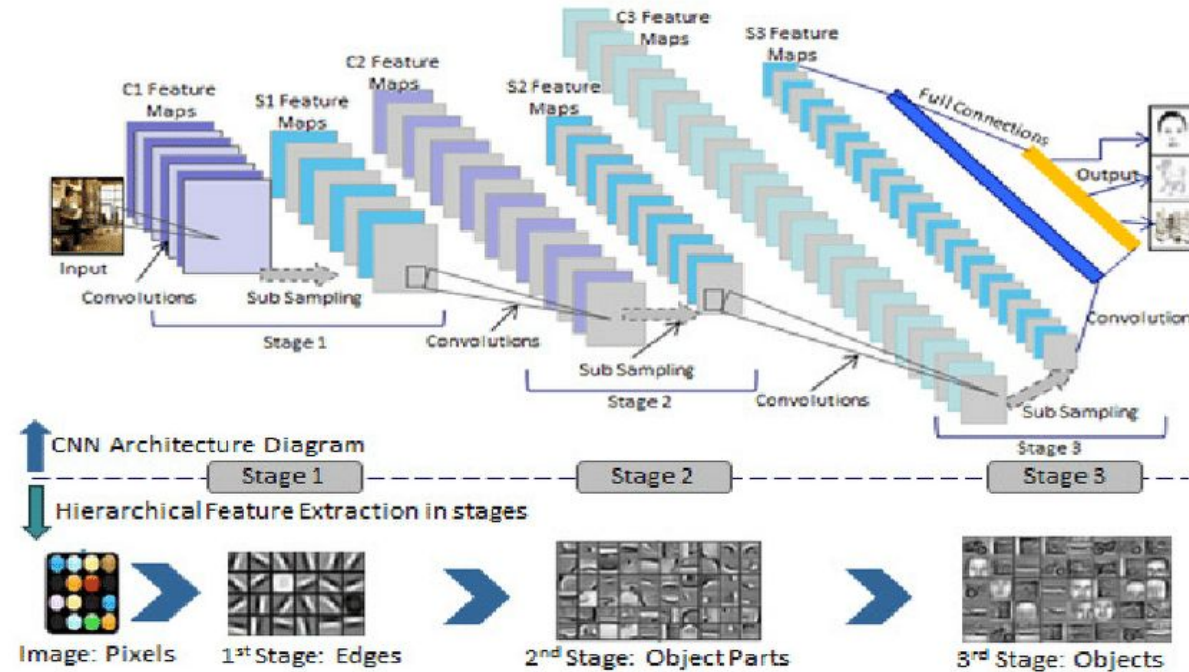 C1 Feature
Maps
S1 Feature
Maps
C2 Feature
Maps
S2 Feature
Maps
C3 Feature
Maps
S3 Feature
Maps
Full Connections
Output
Input
Convolutions
Sub Sampling
Stage 1
Convolutions
Sub Sampling
Stage 2
Convolutions
Sub Sampling
Stage 3
Convolution
CNN Architecture Diagram
Stage 1
Stage 2
Stage 3
Hierarchical Feature Extraction in stages
Image: Pixels
1st Stage: Edges
2nd Stage: Object Parts
3rd Stage: Objects